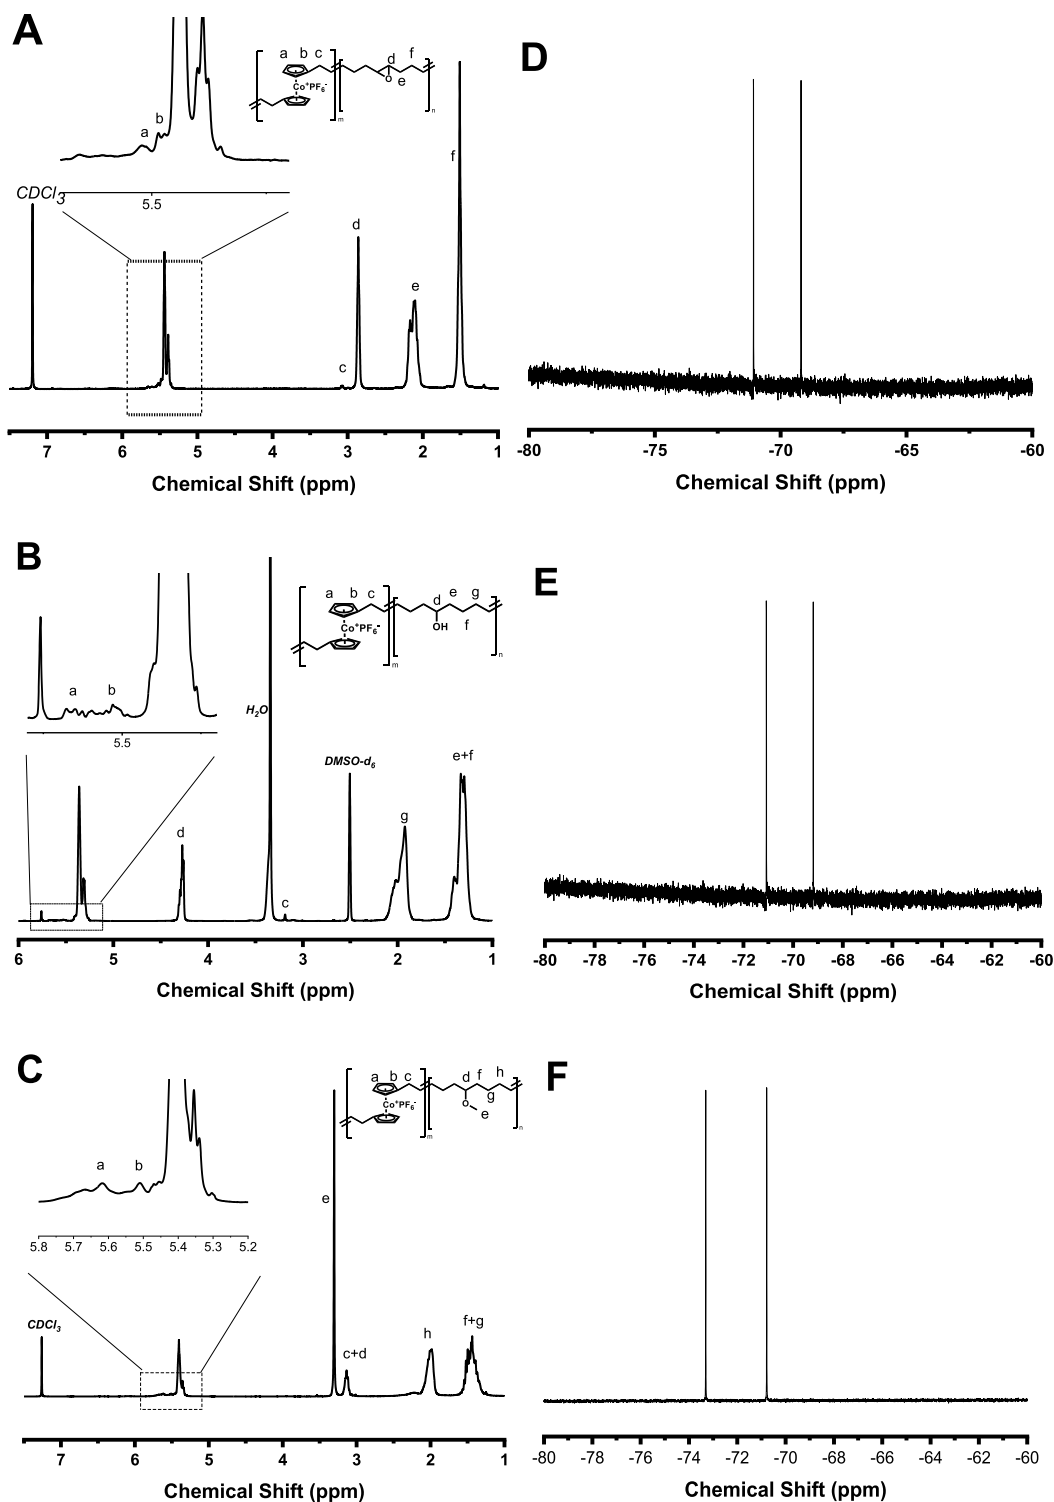 A
a b c d f
Co⁺PF₆⁻
O
e
m
n
a
b
5.5
CDCl₃
f
d
e
c
7 6 5 4 3 2 1
Chemical Shift (ppm)
D
-80 -75 -70 -65 -60
Chemical Shift (ppm)
B
a b c d e g
Co⁺PF₆⁻
OH
f
m
n
a
b
5.5
H₂O
DMSO-d₆
e+f
g
d
c
6 5 4 3 2 1
Chemical Shift (ppm)
E
-80 -78 -76 -74 -72 -70 -68 -66 -64 -62 -60
Chemical Shift (ppm)
C
a b c d f h
g
Co⁺PF₆⁻
O
e
m
n
a
b
5.8 5.7 5.6 5.5 5.4 5.3 5.2
e
CDCl₃
c+d
h
f+g
7 6 5 4 3 2 1
Chemical Shift (ppm)
F
-80 -78 -76 -74 -72 -70 -68 -66 -64 -62 -60
Chemical Shift (ppm)